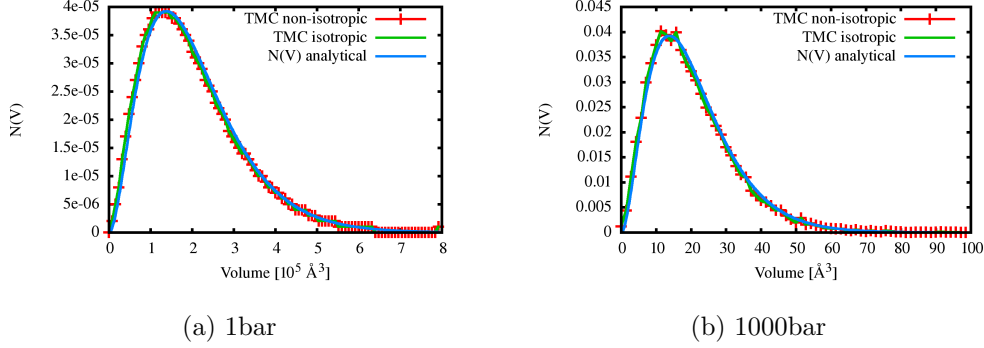 4e-05
3.5e-05
3e-05
2.5e-05
2e-05
1.5e-05
1e-05
5e-06
0
N(V)
TMC non-isotropic
TMC isotropic
N(V) analytical
0 1 2 3 4 5 6 7 8
Volume [10⁵ Å³]
(a) 1bar
0.045
0.04
0.035
0.03
0.025
0.02
0.015
0.01
0.005
0
N(V)
TMC non-isotropic
TMC isotropic
N(V) analytical
0 10 20 30 40 50 60 70 80 90 100
Volume [Å³]
(b) 1000bar